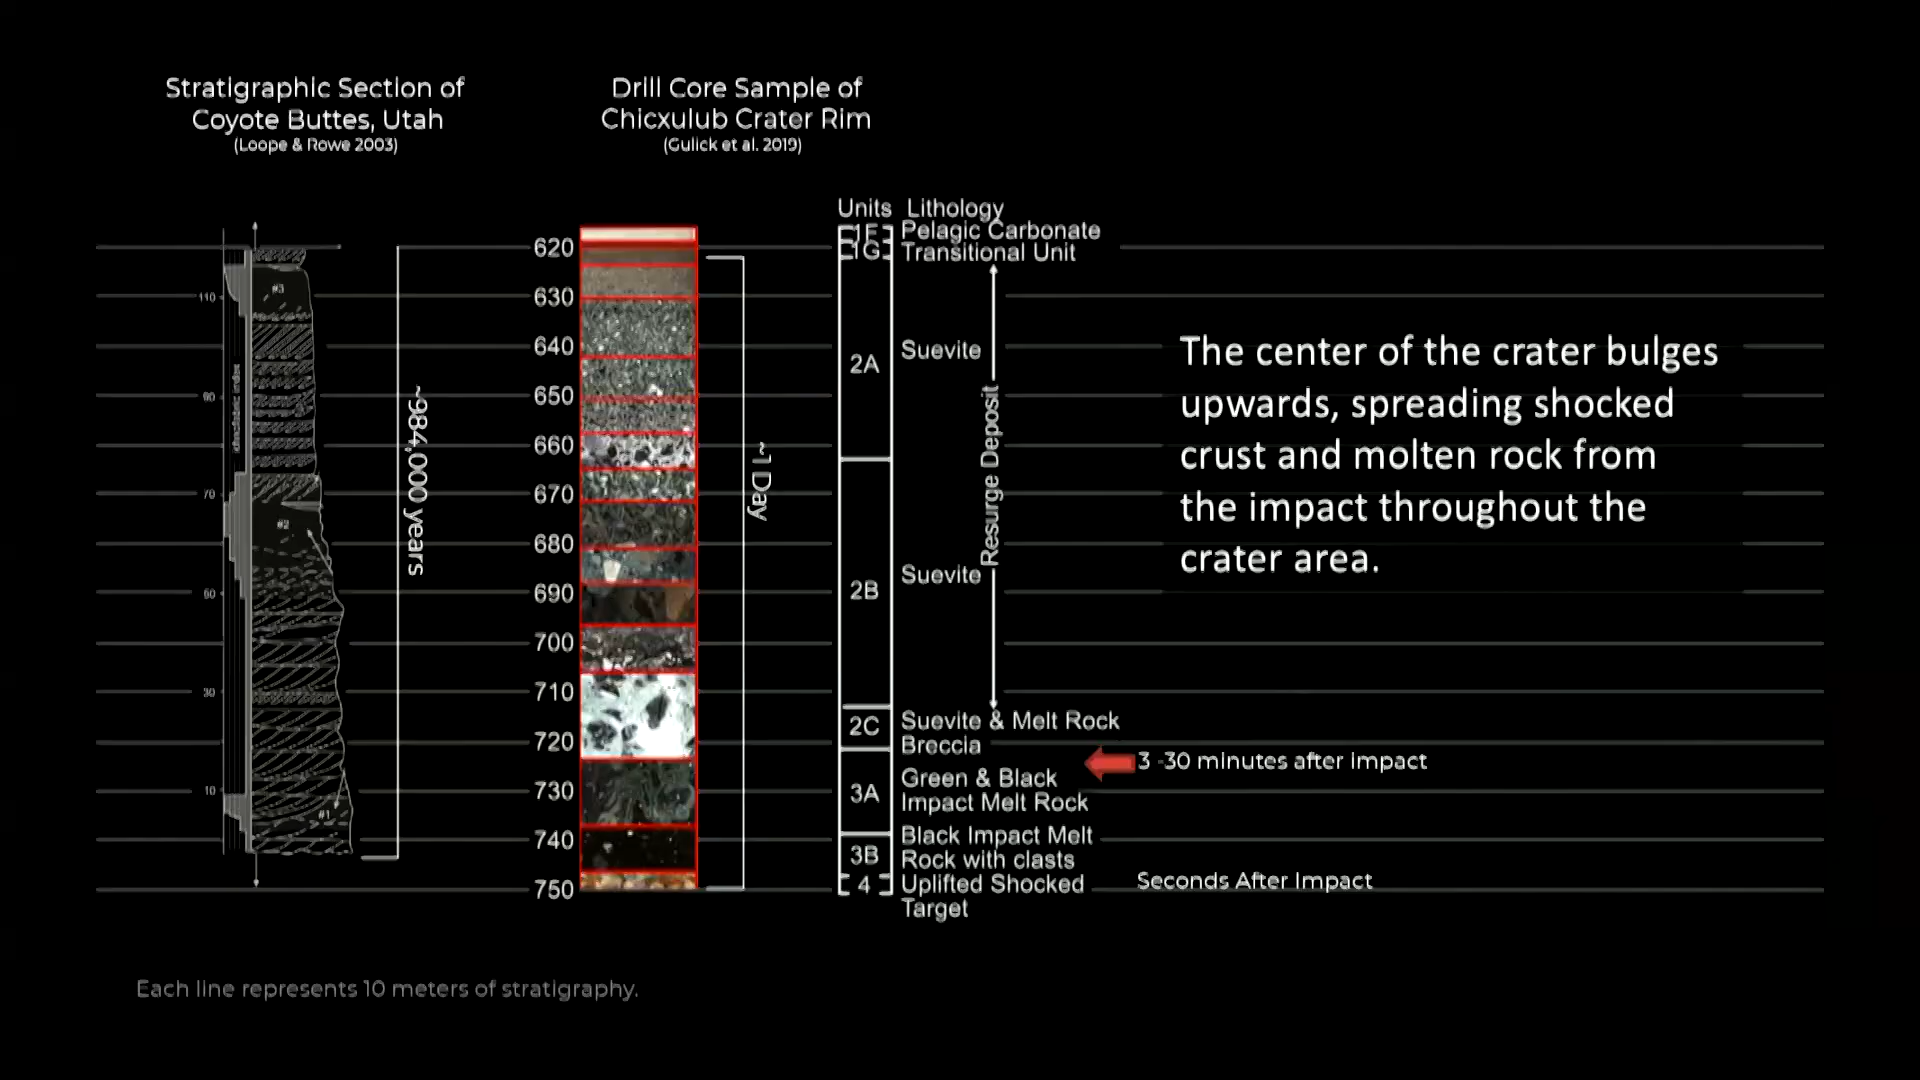 Stratigraphic Section of
Coyote Buttes, Utah
(Loope & Rowe 2003)
Drill Core Sample of
Chicxulub Crater Rim
(Gulick et al. 2019)
Units Lithology
1F Pelagic Carbonate
1G Transitional Unit
2A Suevite
2B Suevite
2C Suevite & Melt Rock
Breccia
3A Green & Black
Impact Melt Rock
3B Black Impact Melt
Rock with clasts
4 Uplifted Shocked
Target
Resurge Deposit
620
630
640
650
660
670
680
690
700
710
720
730
740
750
110
90
70
60
30
10
#3
#2
#1
~984,000 years
~1 Day
The center of the crater bulges
upwards, spreading shocked
crust and molten rock from
the impact throughout the
crater area.
3 -30 minutes after impact
Seconds After Impact
Each line represents 10 meters of stratigraphy.